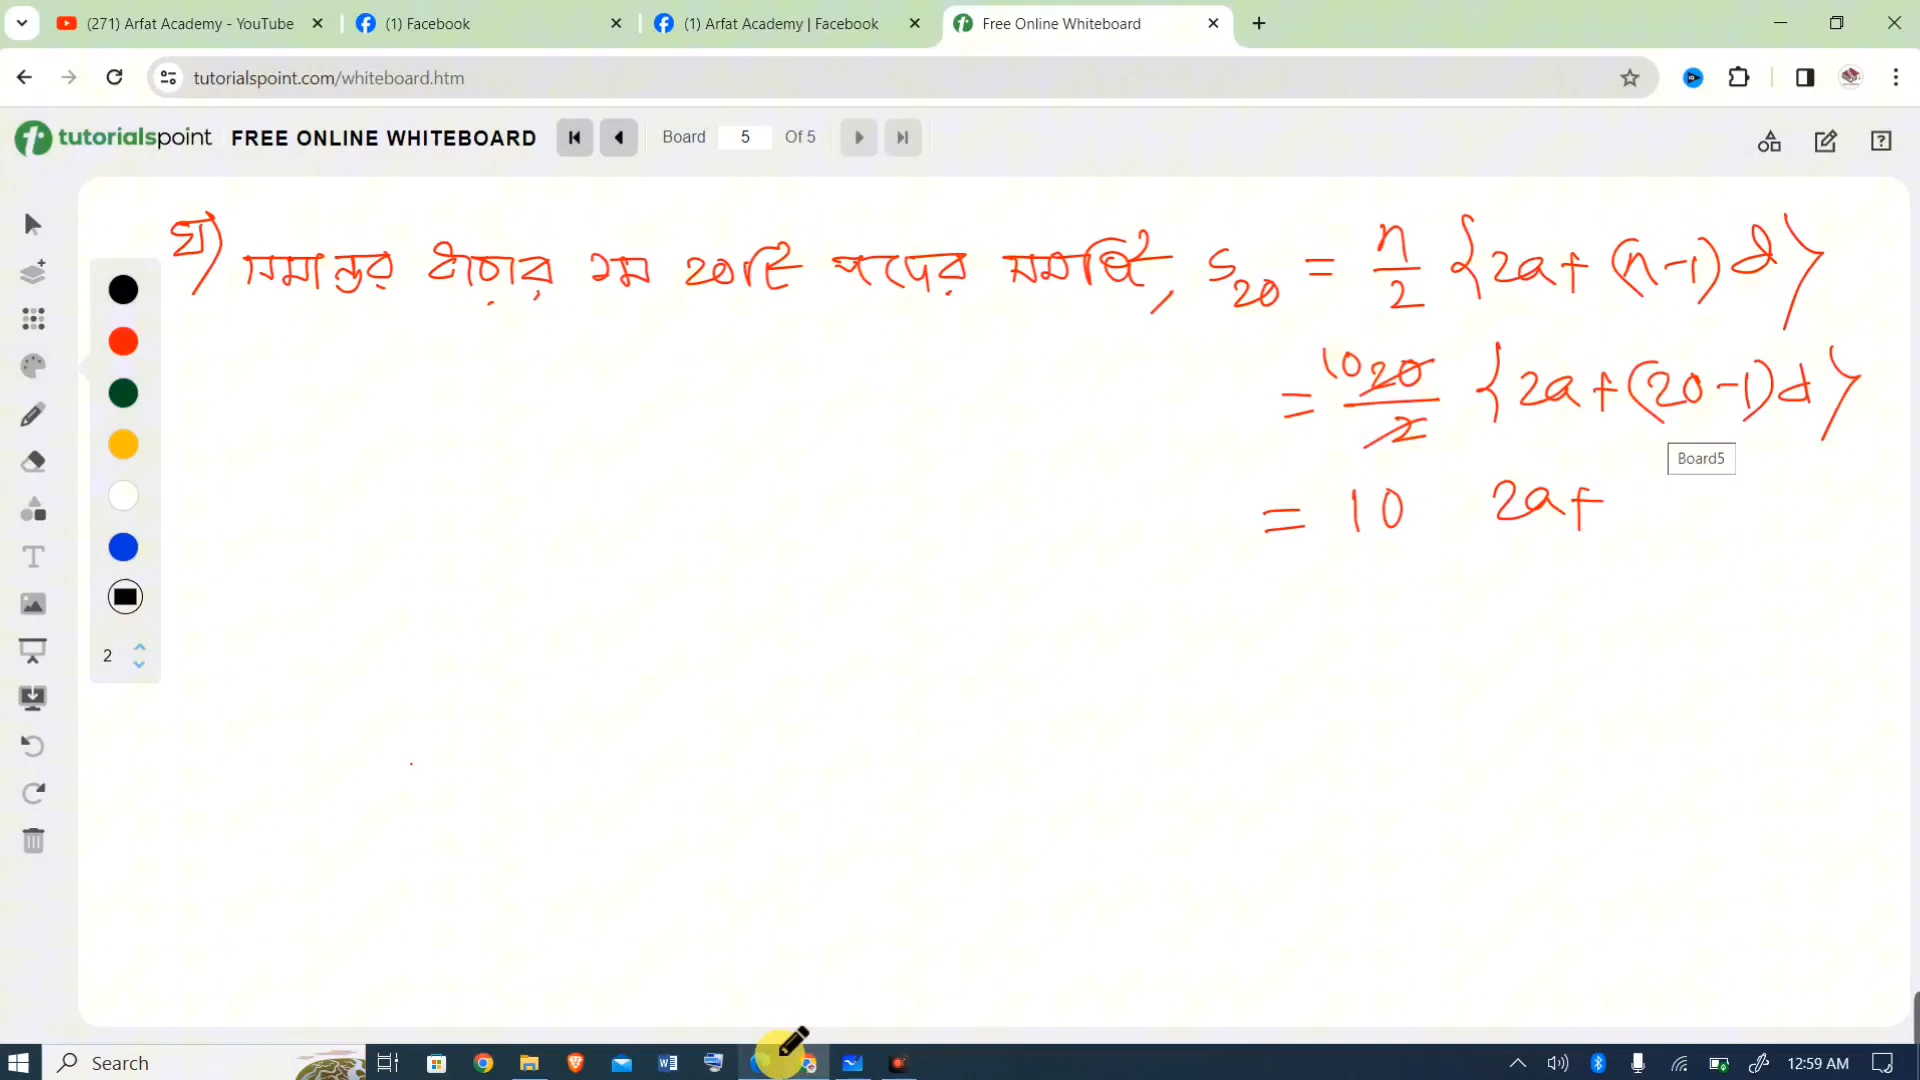 (271) Arfat Academy - YouTube
(1) Facebook
(1) Arfat Academy | Facebook
Free Online Whiteboard
tutorialspoint.com/whiteboard.htm
tutorialspoint FREE ONLINE WHITEBOARD
Board 5 Of 5
ঘ) সমান্তর ধারার ১ম 20টি পদের সমষ্টি, S₂₀ = n/2 {2a+(n-1)d}
= 10 20/2 {2a+(20-1)d}
Board5
= 10 2a+
2
Search
12:59 AM